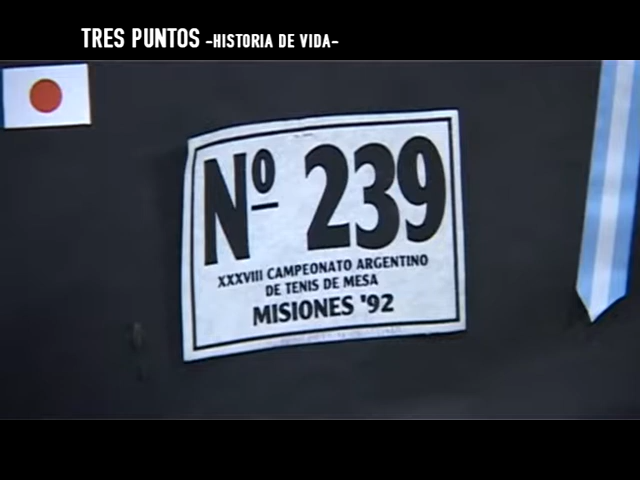 TRES PUNTOS -HISTORIA DE VIDA-
Nº 239
XXXVIII CAMPEONATO ARGENTINO
DE TENIS DE MESA
MISIONES '92